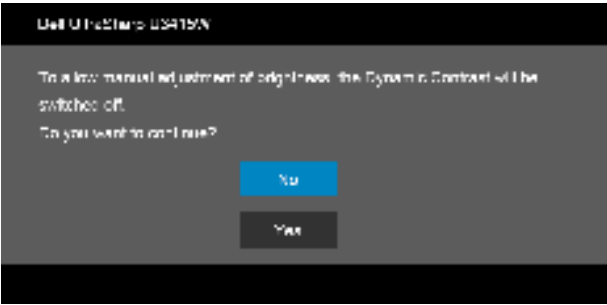 Dell UltraSharp U3415W
To allow manual adjustment of brightness, the Dynamic Contrast will be
switched off.
Do you want to continue?
No
Yes